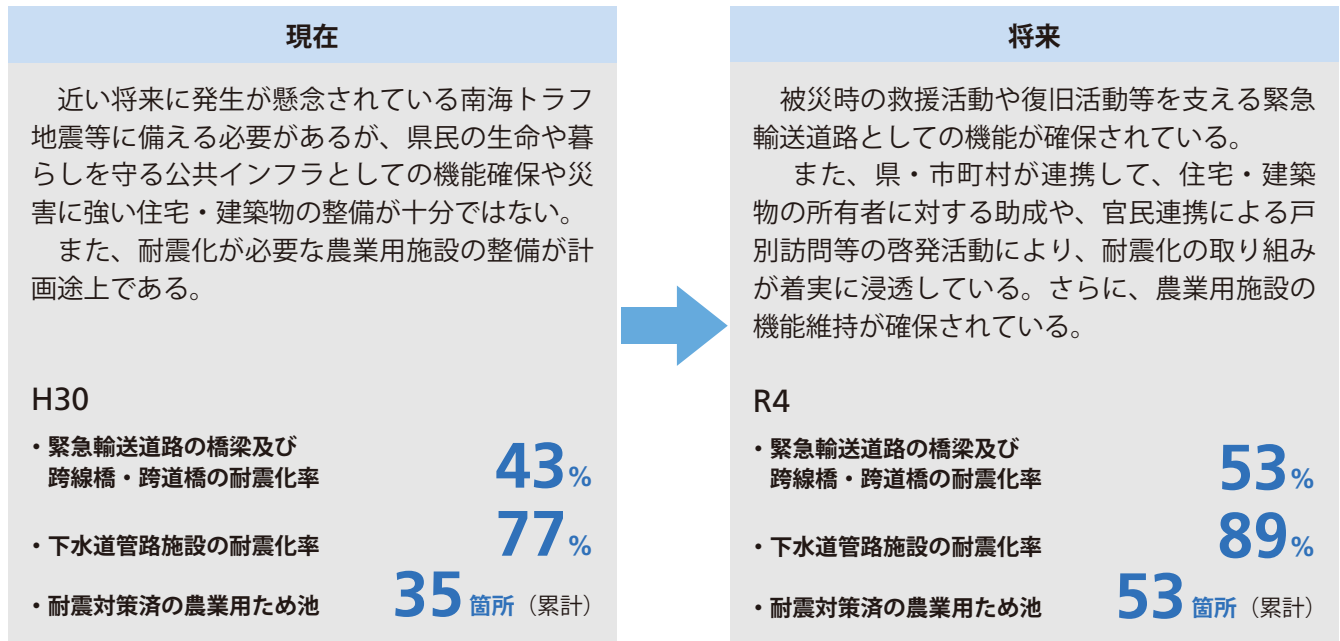 現在
近い将来に発生が懸念されている南海トラフ
地震等に備える必要があるが、県民の生命や暮
らしを守る公共インフラとしての機能確保や災
害に強い住宅・建築物の整備が十分ではない。
また、耐震化が必要な農業用施設の整備が計
画途上である。
H30
・緊急輸送道路の橋梁及び
跨線橋・跨道橋の耐震化率 43%
・下水道管路施設の耐震化率 77%
・耐震対策済の農業用ため池 35箇所（累計）
将来
被災時の救援活動や復旧活動等を支える緊急
輸送道路としての機能が確保されている。
また、県・市町村が連携して、住宅・建築
物の所有者に対する助成や、官民連携による戸
別訪問等の啓発活動により、耐震化の取り組み
が着実に浸透している。さらに、農業用施設の
機能維持が確保されている。
R4
・緊急輸送道路の橋梁及び
跨線橋・跨道橋の耐震化率 53%
・下水道管路施設の耐震化率 89%
・耐震対策済の農業用ため池 53箇所（累計）